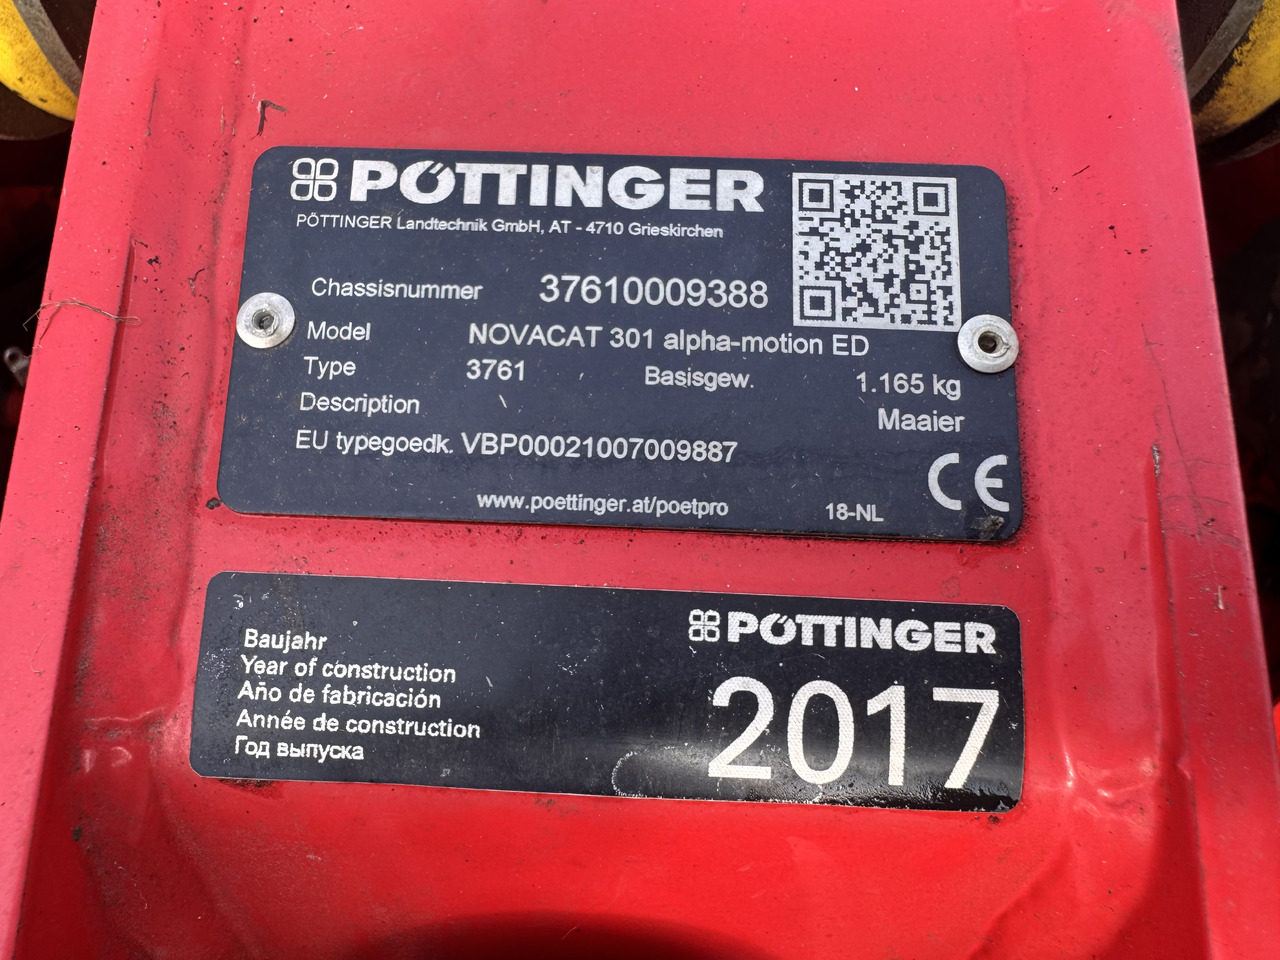 PÖTTINGER
PÖTTINGER Landtechnik GmbH, AT - 4710 Grieskirchen
Chassisnummer 37610009388
Model NOVACAT 301 alpha-motion ED
Type 3761 Basisgew. 1.165 kg
Description Maaier
EU typegoedk. VBP00021007009887
CE
www.poettinger.at/poetpro 18-NL
PÖTTINGER
Baujahr
Year of construction
Año de fabricación
Année de construction
Год выпуска
2017